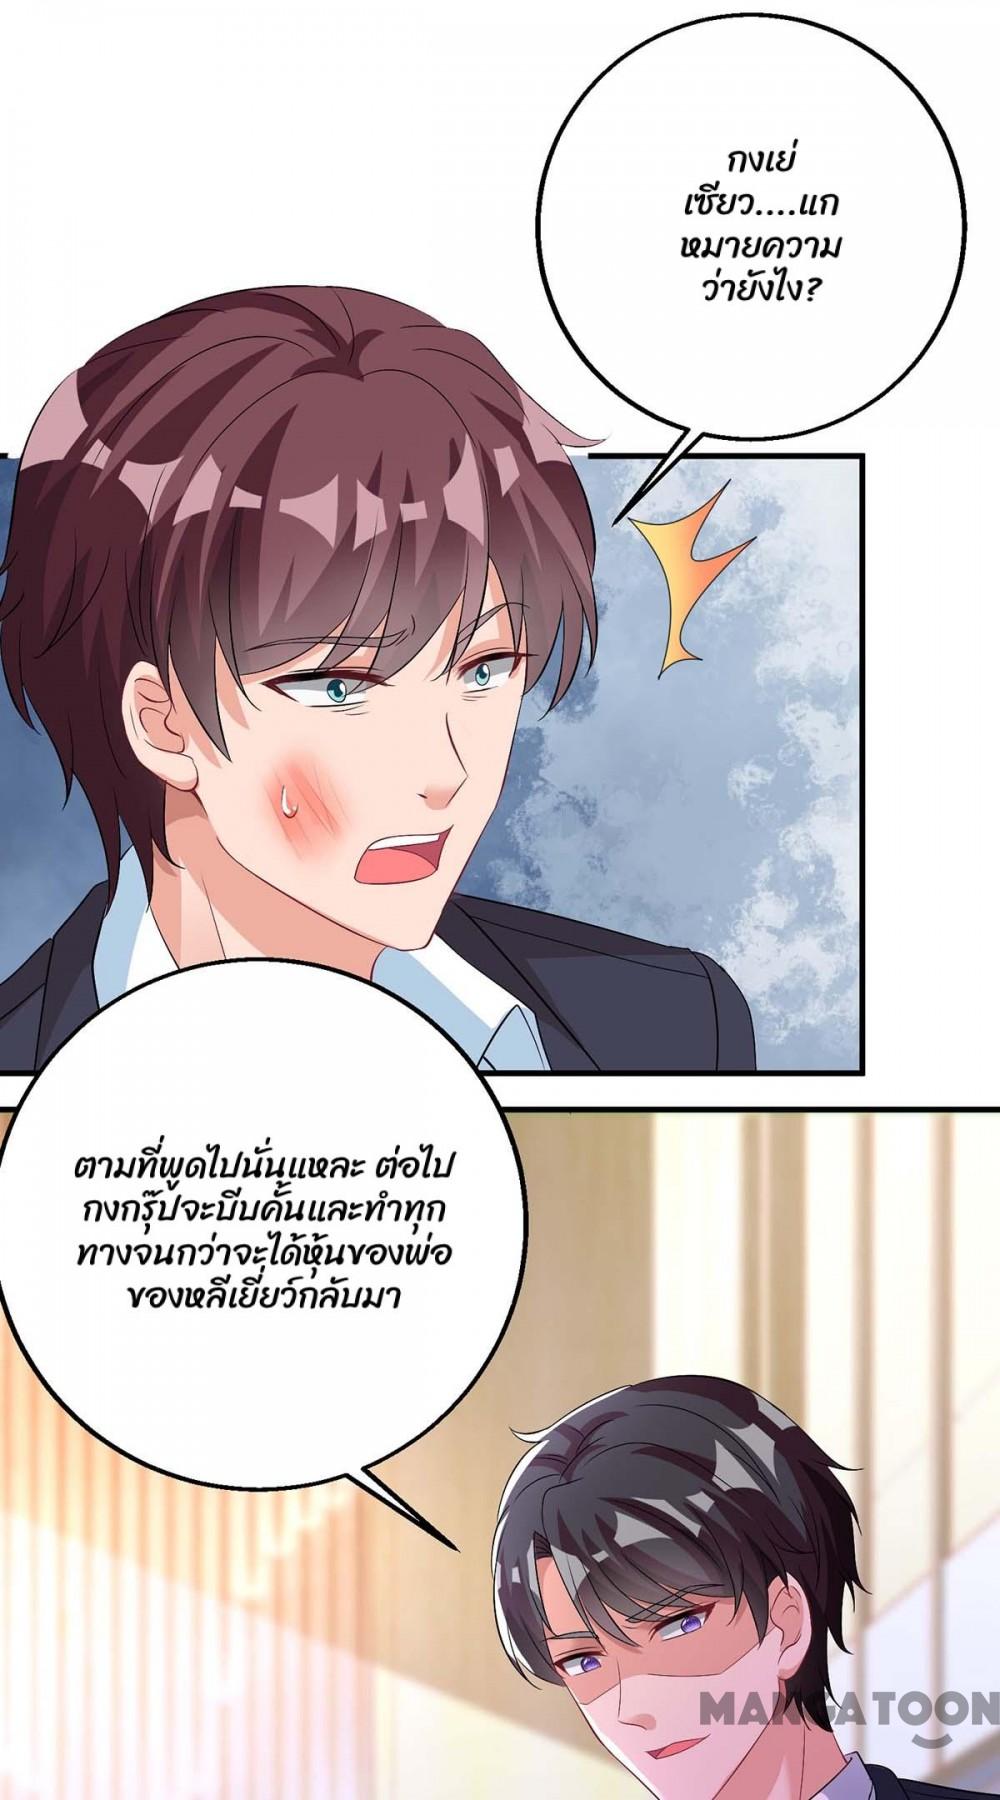 กงเย่
เซียว....แก
หมายความ
ว่ายังไง?
ตามที่พูดไปนั่นแหละ ต่อไป
กงกรุ๊ปจะบีบคั้นและทำทุก
ทางจนกว่าจะได้หุ้นของพ่อ
ของหลีเยี่ยว์กลับมา
MANGATOON